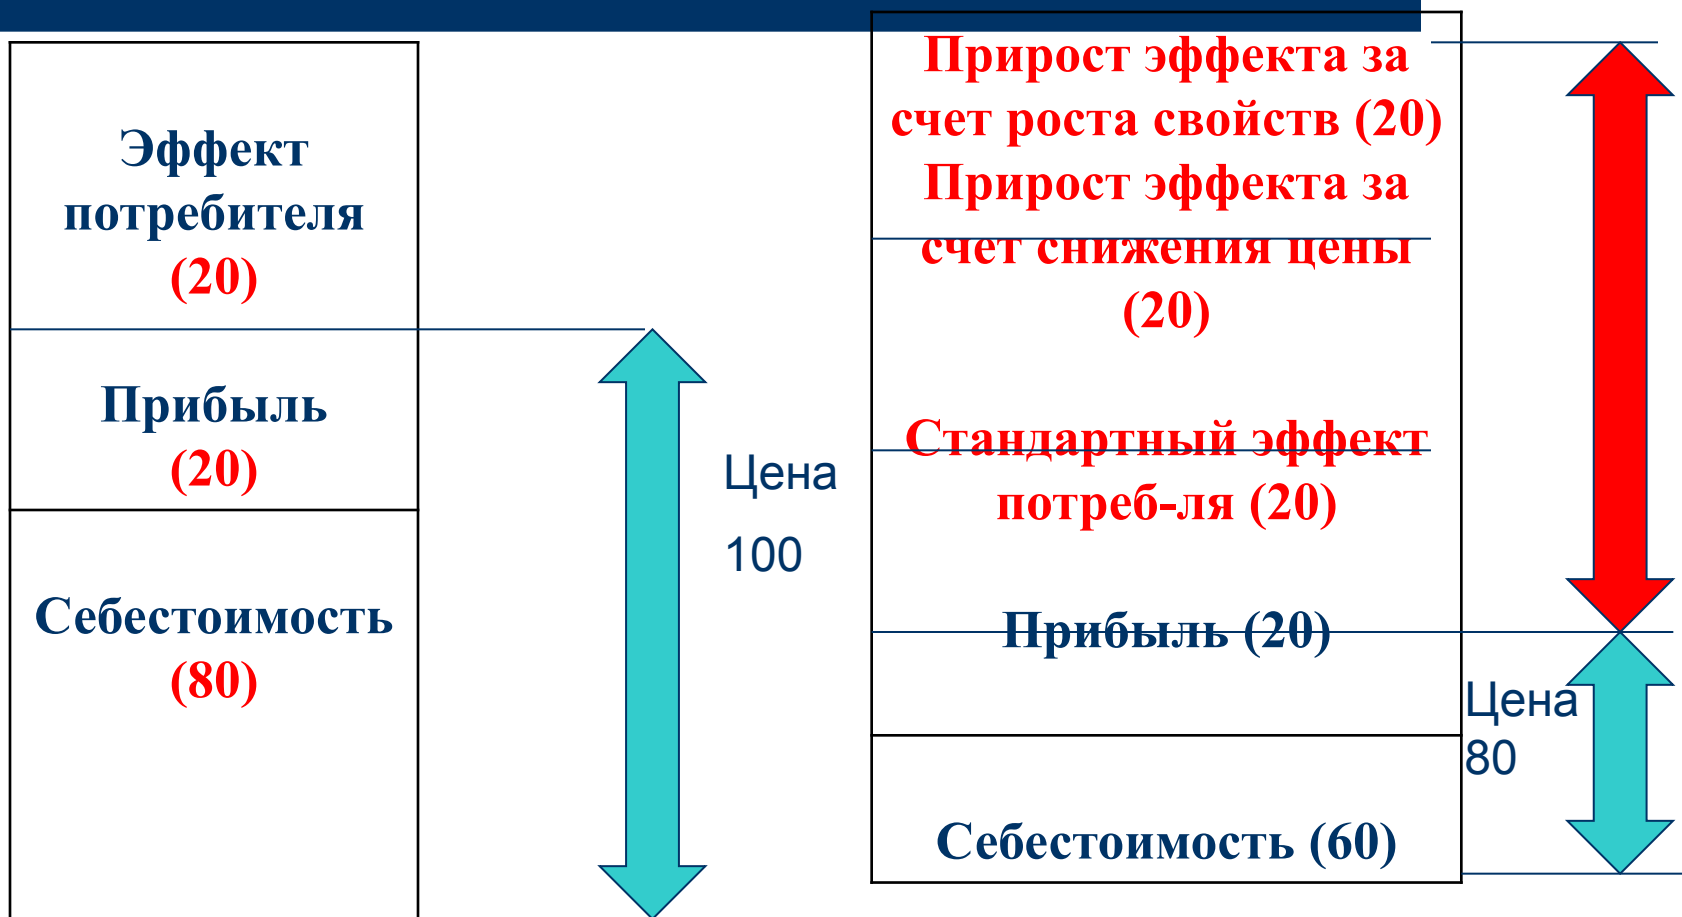 Эффект
потребителя
(20)
Прибыль
(20)
Себестоимость
(80)
Цена
100
Прирост эффекта за
счет роста свойств (20)
Прирост эффекта за
счет снижения цены
(20)
Стандартный эффект
потреб-ля (20)
Прибыль (20)
Себестоимость (60)
Цена
80